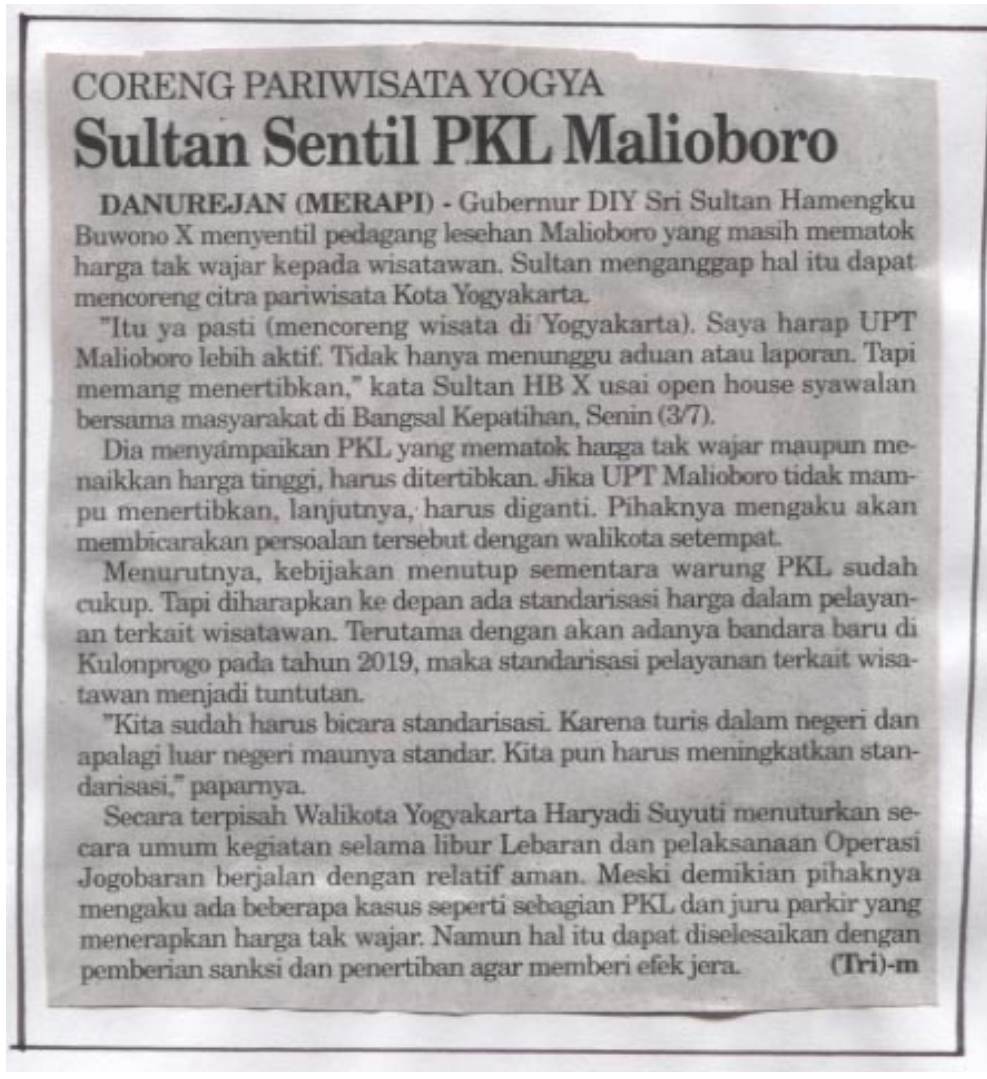 CORENG PARIWISATA YOGYA
Sultan Sentil PKL Malioboro
DANUREJAN (MERAPI) - Gubernur DIY Sri Sultan Hamengku
Buwono X menyentil pedagang lesehan Malioboro yang masih mematok
harga tak wajar kepada wisatawan. Sultan menganggap hal itu dapat
mencoreng citra pariwisata Kota Yogyakarta.
"Itu ya pasti (mencoreng wisata di Yogyakarta). Saya harap UPT
Malioboro lebih aktif. Tidak hanya menunggu aduan atau laporan. Tapi
memang menertibkan," kata Sultan HB X usai open house syawalan
bersama masyarakat di Bangsal Kepatihan, Senin (3/7).
Dia menyampaikan PKL yang mematok harga tak wajar maupun me-
naikkan harga tinggi, harus ditertibkan. Jika UPT Malioboro tidak mam-
pu menertibkan, lanjutnya, harus diganti. Pihaknya mengaku akan
membicarakan persoalan tersebut dengan walikota setempat.
Menurutnya, kebijakan menutup sementara warung PKL sudah
cukup. Tapi diharapkan ke depan ada standarisasi harga dalam pelayan-
an terkait wisatawan. Terutama dengan akan adanya bandara baru di
Kulonprogo pada tahun 2019, maka standarisasi pelayanan terkait wisa-
tawan menjadi tuntutan.
"Kita sudah harus bicara standarisasi. Karena turis dalam negeri dan
apalagi luar negeri maunya standar. Kita pun harus meningkatkan stan-
darisasi," paparnya.
Secara terpisah Walikota Yogyakarta Haryadi Suyuti menuturkan se-
cara umum kegiatan selama libur Lebaran dan pelaksanaan Operasi
Jogobaran berjalan dengan relatif aman. Meski demikian pihaknya
mengaku ada beberapa kasus seperti sebagian PKL dan juru parkir yang
menerapkan harga tak wajar. Namun hal itu dapat diselesaikan dengan
pemberian sanksi dan penertiban agar memberi efek jera. (Tri)-m